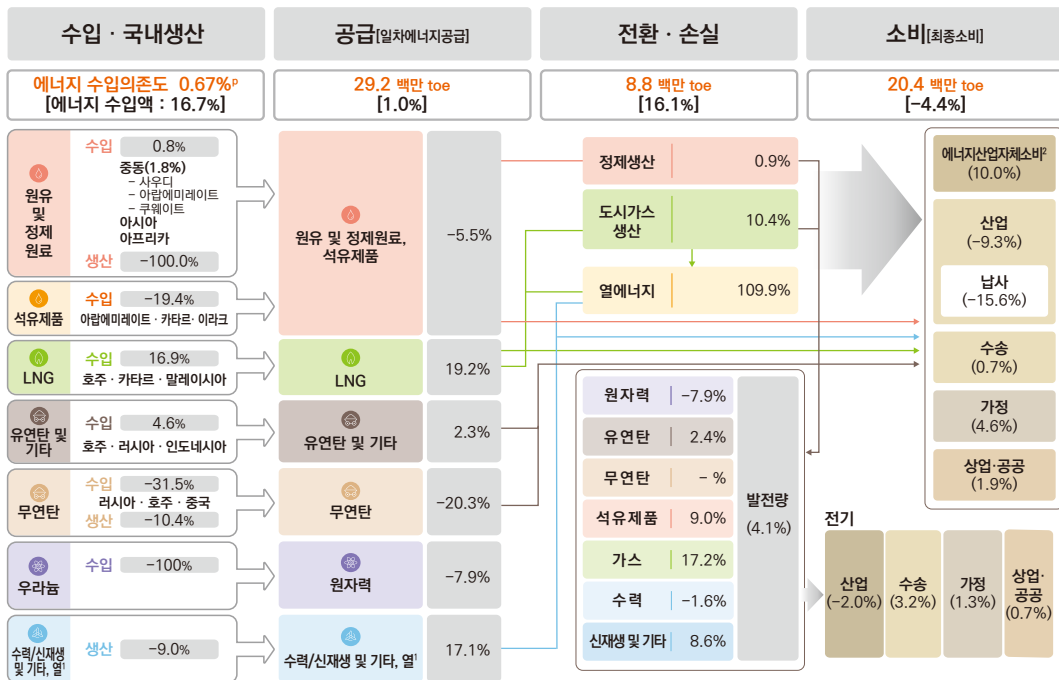 수입 · 국내생산
공급[일차에너지공급]
전환 · 손실
소비[최종소비]
에너지 수입의존도 0.67%ᵖ
[에너지 수입액 : 16.7%]
29.2 백만 toe
[1.0%]
8.8 백만 toe
[16.1%]
20.4 백만 toe
[-4.4%]
원유
및
정제
원료
수입 0.8%
중동(1.8%)
- 사우디
- 아랍에미레이트
- 쿠웨이트
아시아
아프리카
생산 -100.0%
석유제품
수입 -19.4%
아랍에미레이트 · 카타르· 이라크
LNG
수입 16.9%
호주 · 카타르 · 말레이시아
유연탄 및
기타
수입 4.6%
호주 · 러시아 · 인도네시아
무연탄
수입 -31.5%
러시아 · 호주 · 중국
생산 -10.4%
우라늄
수입 -100%
수력/신재생
및 기타, 열¹
생산 -9.0%
원유 및 정제원료,
석유제품
-5.5%
LNG
19.2%
유연탄 및 기타
2.3%
무연탄
-20.3%
원자력
-7.9%
수력/신재생 및 기타, 열¹
17.1%
정제생산 0.9%
도시가스
생산
10.4%
열에너지 109.9%
원자력 -7.9%
유연탄 2.4%
무연탄 - %
석유제품 9.0%
가스 17.2%
수력 -1.6%
신재생 및 기타 8.6%
발전량
(4.1%)
에너지산업자체소비²
(10.0%)
산업
(-9.3%)
납사
(-15.6%)
수송
(0.7%)
가정
(4.6%)
상업·공공
(1.9%)
전기
산업
(-2.0%)
수송
(3.2%)
가정
(1.3%)
상업·
공공
(0.7%)